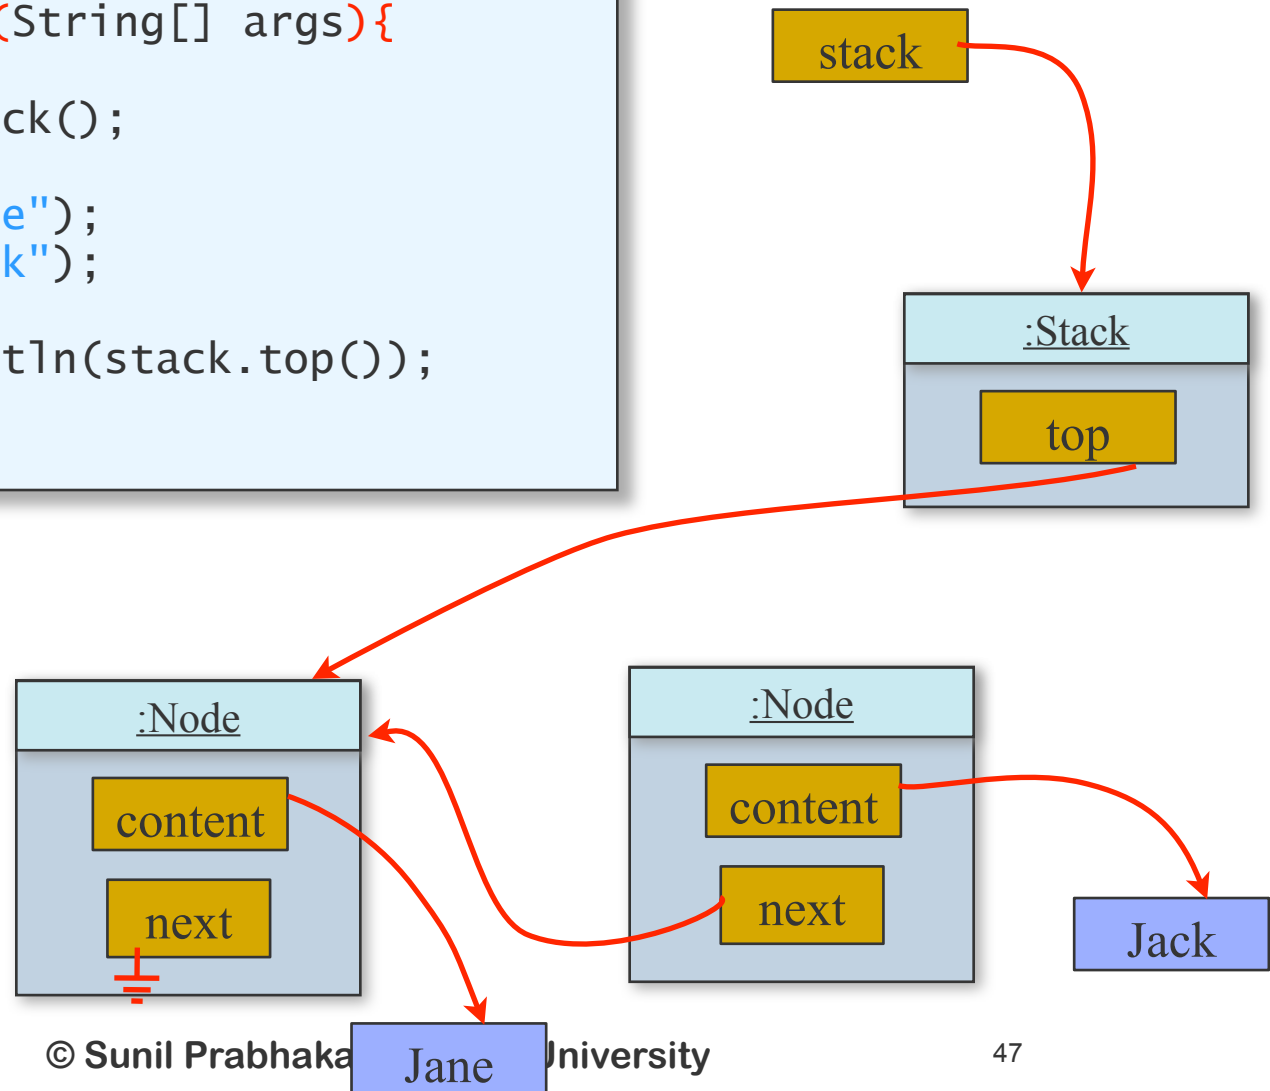 (String[] args){
ck();
e");
k");
tln(stack.top());
stack
:Stack
top
:Node
content
next
:Node
content
next
Jack
Jane
© Sunil Prabhaka
University
47